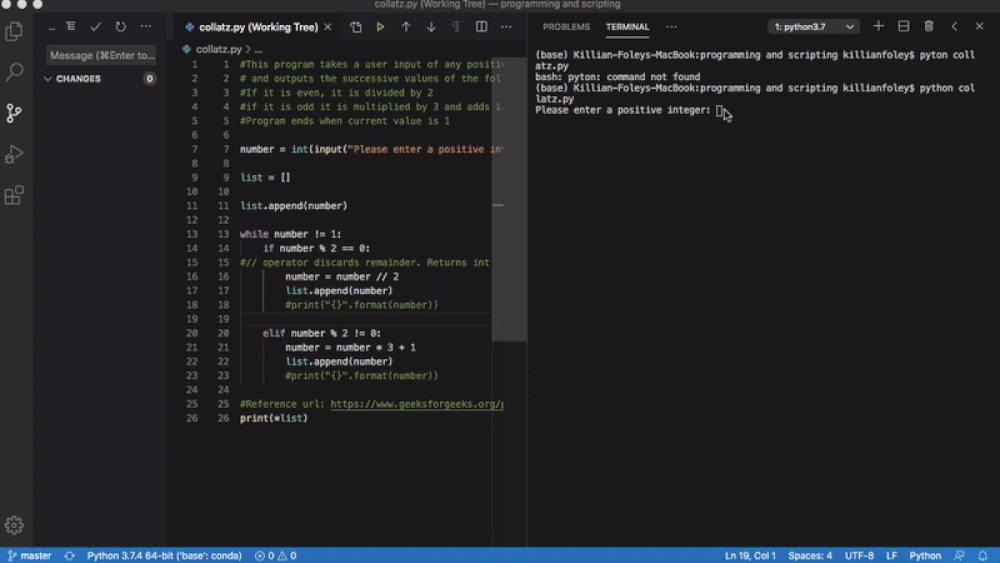 collatz.py (Working Tree) — programming and scripting
collatz.py (Working Tree)
PROBLEMS
TERMINAL
1: python3.7
Message (⌘Enter to...
CHANGES
0
collatz.py > ...
1 1 #This program takes a user input of any positiv
2 2 # and outputs the successive values of the fol
3 3 #If it is even, it is divided by 2
4 4 #if it is odd it is multiplied by 3 and adds 1
5 5 #Program ends when current value is 1
6 6
7 7 number = int(input("Please enter a positive in
8 8
9 9 list = []
10 10
11 11 list.append(number)
12 12
13 13 while number != 1:
14 14 if number % 2 == 0:
15 15 #// operator discards remainder. Returns int
16 16 number = number // 2
17 17 list.append(number)
18 18 #print("{}".format(number))
19 19
20 20 elif number % 2 != 0:
21 21 number = number * 3 + 1
22 22 list.append(number)
23 23 #print("{}".format(number))
24 24
25 25 #Reference url: https://www.geeksforgeeks.org/p
26 26 print(*list)
(base) Killian-Foleys-MacBook:programming and scripting killianfoley$ pyton coll
atz.py
bash: pyton: command not found
(base) Killian-Foleys-MacBook:programming and scripting killianfoley$ python col
latz.py
Please enter a positive integer:
master
Python 3.7.4 64-bit ('base': conda)
0
0
Ln 19, Col 1
Spaces: 4
UTF-8
LF
Python